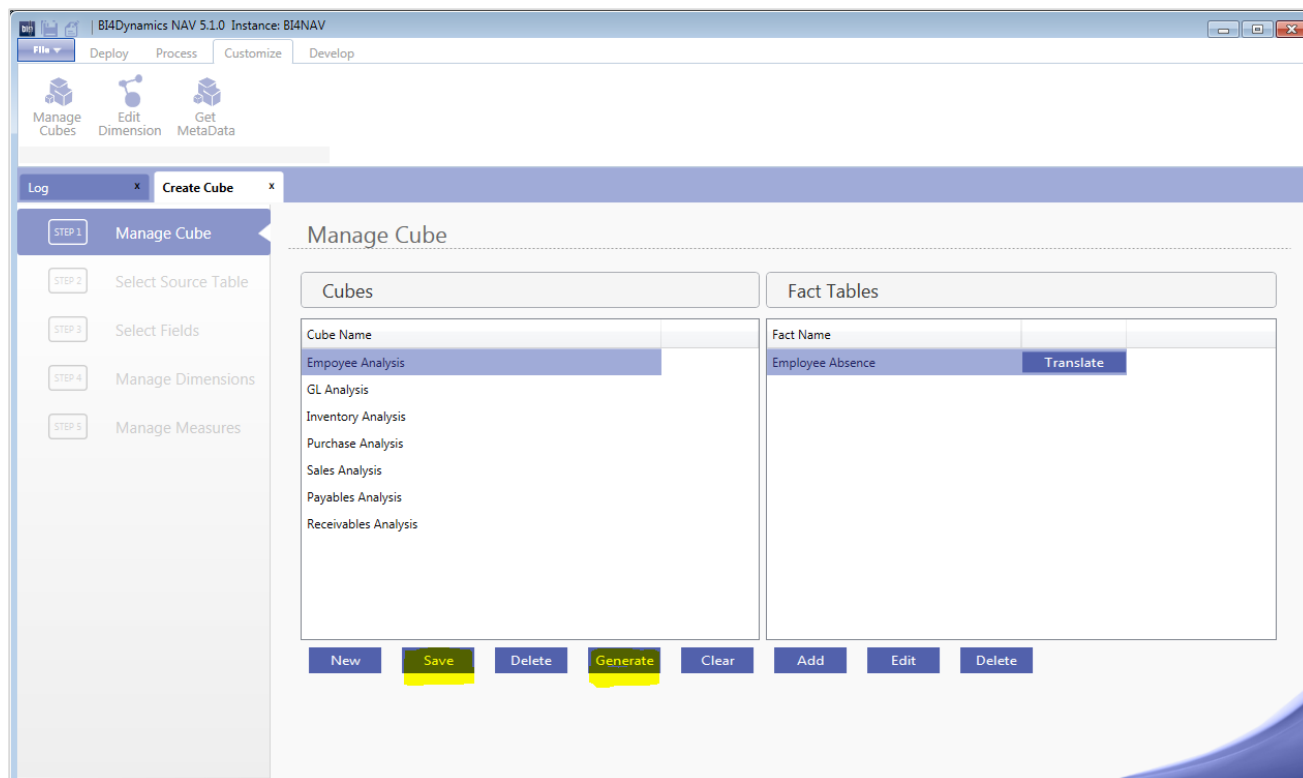 BI4Dynamics NAV 5.1.0 Instance: BI4NAV
File Deploy Process Customize Develop
Manage Cubes
Edit Dimension
Get MetaData
Log x Create Cube x
STEP 1 Manage Cube
STEP 2 Select Source Table
STEP 3 Select Fields
STEP 4 Manage Dimensions
STEP 5 Manage Measures
Manage Cube
Cubes
Cube Name
Empoyee Analysis
GL Analysis
Inventory Analysis
Purchase Analysis
Sales Analysis
Payables Analysis
Receivables Analysis
Fact Tables
Fact Name
Employee Absence Translate
New Save Delete Generate Clear Add Edit Delete